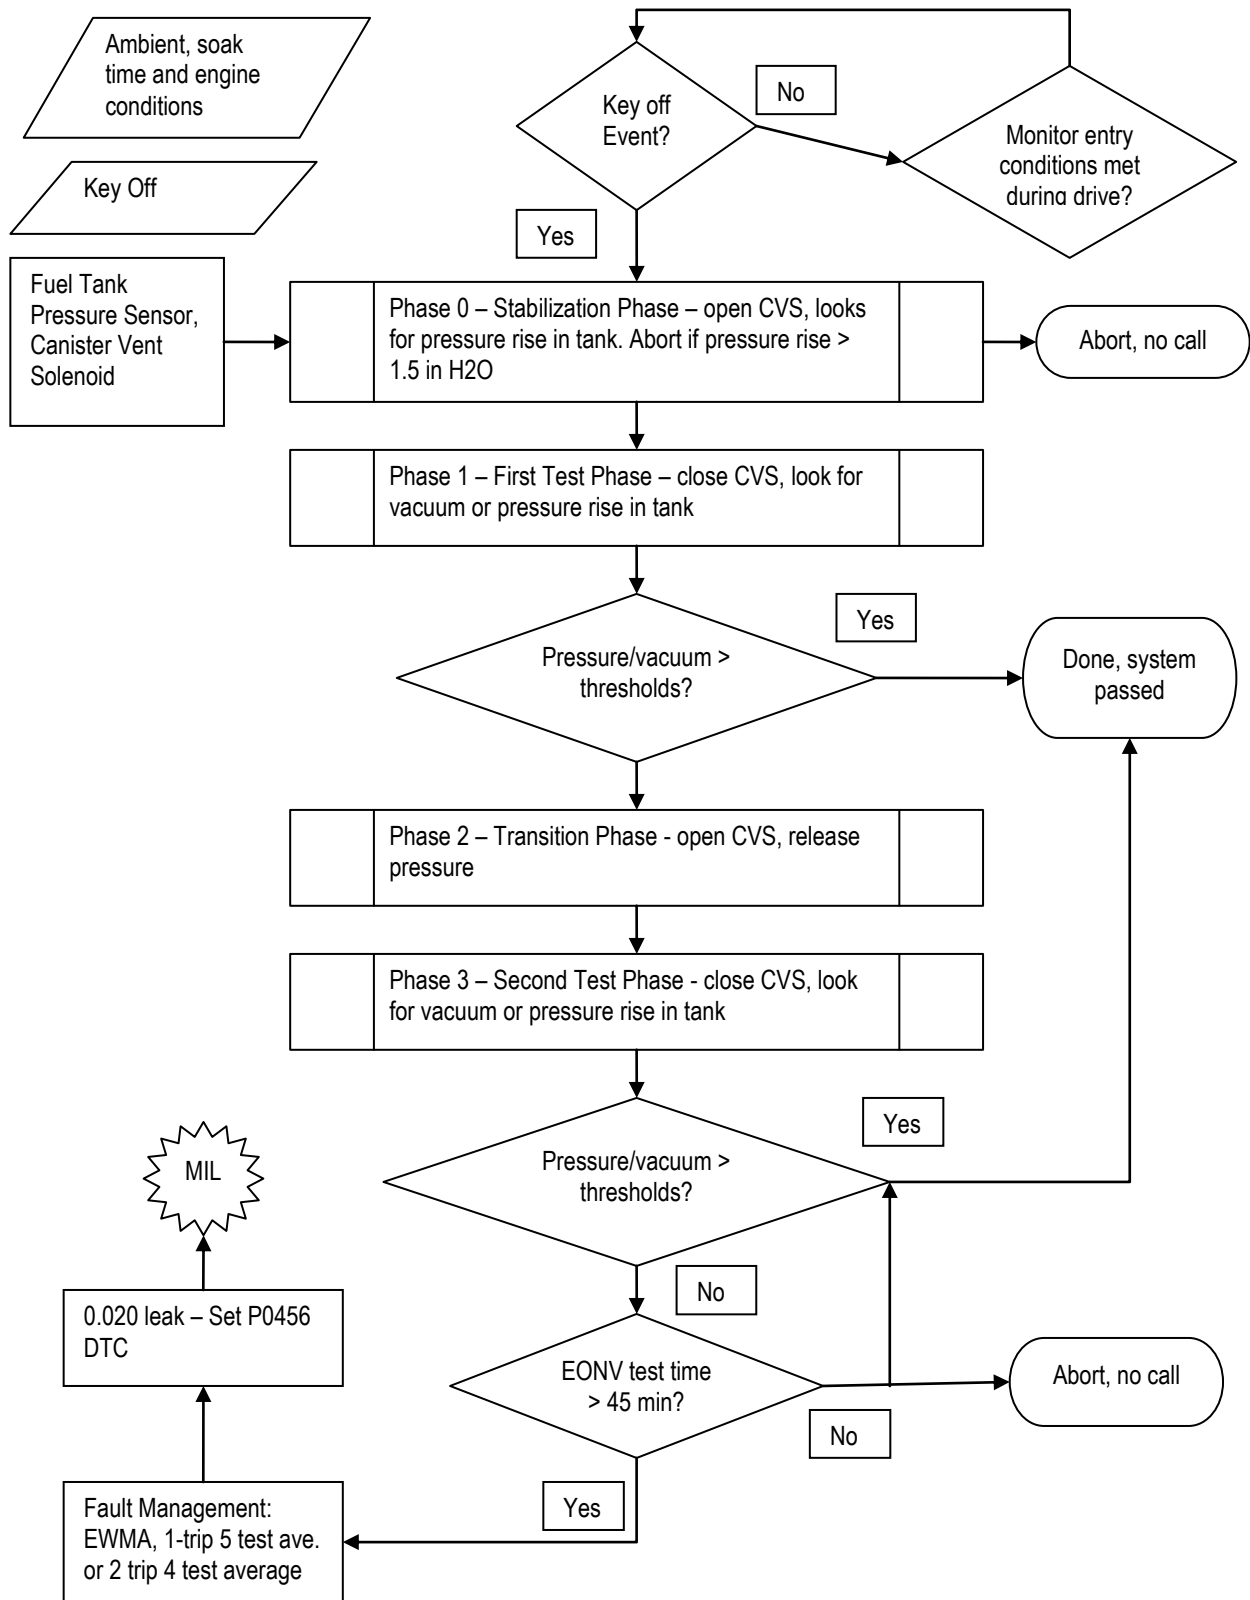 Ambient, soak
time and engine
conditions
Key off
Event?
No
Monitor entry
conditions met
during drive?
Key Off
Yes
Fuel Tank
Pressure Sensor,
Canister Vent
Solenoid
Phase 0 – Stabilization Phase – open CVS, looks
for pressure rise in tank. Abort if pressure rise >
1.5 in H2O
Abort, no call
Phase 1 – First Test Phase – close CVS, look for
vacuum or pressure rise in tank
Pressure/vacuum >
thresholds?
Yes
Done, system
passed
Phase 2 – Transition Phase - open CVS, release
pressure
Phase 3 – Second Test Phase - close CVS, look
for vacuum or pressure rise in tank
Pressure/vacuum >
thresholds?
Yes
MIL
No
0.020 leak – Set P0456
DTC
EONV test time
> 45 min?
Abort, no call
No
Yes
Fault Management:
EWMA, 1-trip 5 test ave.
or 2 trip 4 test average